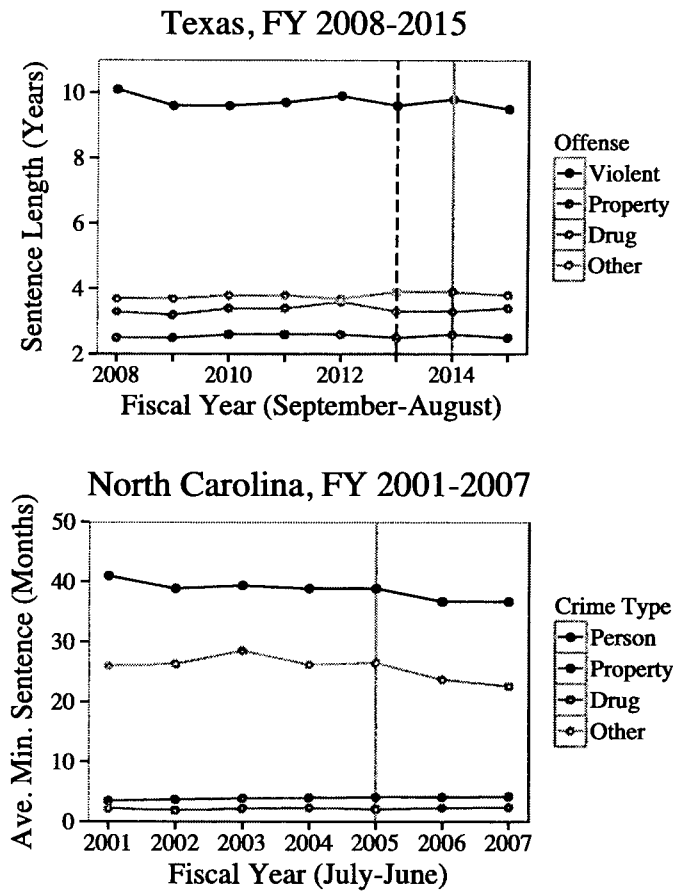 Texas, FY 2008-2015
Sentence Length (Years)
10
8
6
4
2
2008 2010 2012 2014
Fiscal Year (September-August)
Offense
Violent
Property
Drug
Other
North Carolina, FY 2001-2007
Ave. Min. Sentence (Months)
50
40
30
20
10
0
2001 2002 2003 2004 2005 2006 2007
Fiscal Year (July-June)
Crime Type
Person
Property
Drug
Other